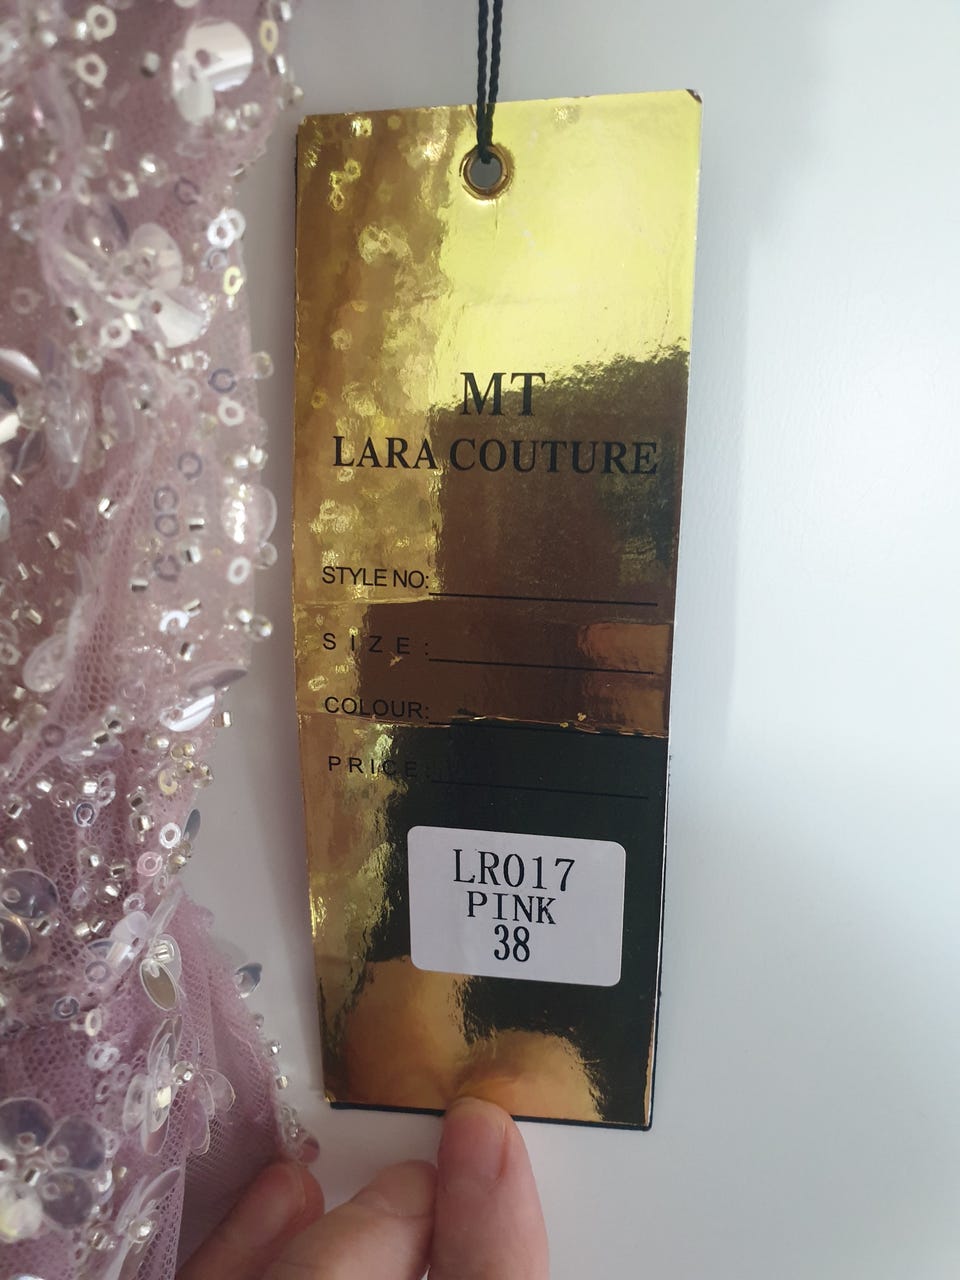 MT
LARA COUTURE
STYLE NO:
SIZE :
COLOUR:
PRICE:
LR017
PINK
38